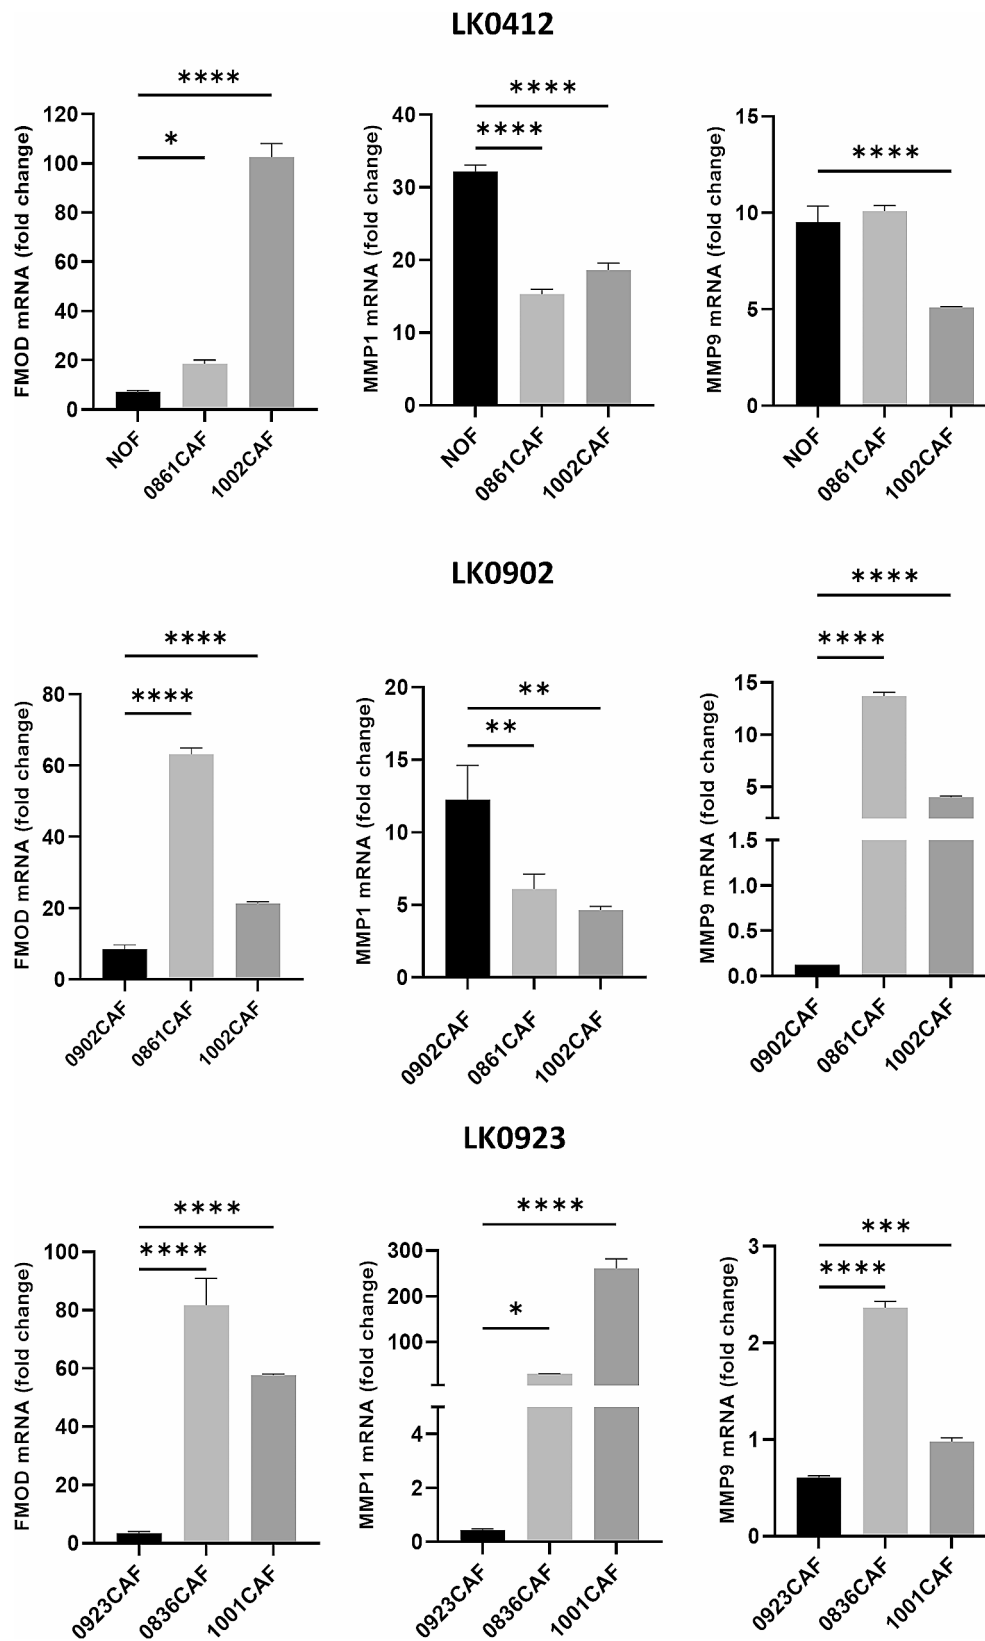 LK0412
****
*
FMOD mRNA (fold change)
120
100
80
60
40
20
0
NOF
0861CAF
1002CAF
****
****
MMP1 mRNA (fold change)
40
30
20
10
0
NOF
0861CAF
1002CAF
****
MMP9 mRNA (fold change)
15
10
5
0
NOF
0861CAF
1002CAF
LK0902
****
****
FMOD mRNA (fold change)
80
60
40
20
0
0902CAF
0861CAF
1002CAF
**
**
MMP1 mRNA (fold change)
20
15
10
5
0
0902CAF
0861CAF
1002CAF
****
****
MMP9 mRNA (fold change)
15
10
5
1.5
1.0
0.5
0.0
0902CAF
0861CAF
1002CAF
LK0923
****
****
FMOD mRNA (fold change)
100
80
60
40
20
0
0923CAF
0836CAF
1001CAF
****
*
MMP1 mRNA (fold change)
300
200
100
4
2
0
0923CAF
0836CAF
1001CAF
***
****
MMP9 mRNA (fold change)
3
2
1
0
0923CAF
0836CAF
1001CAF